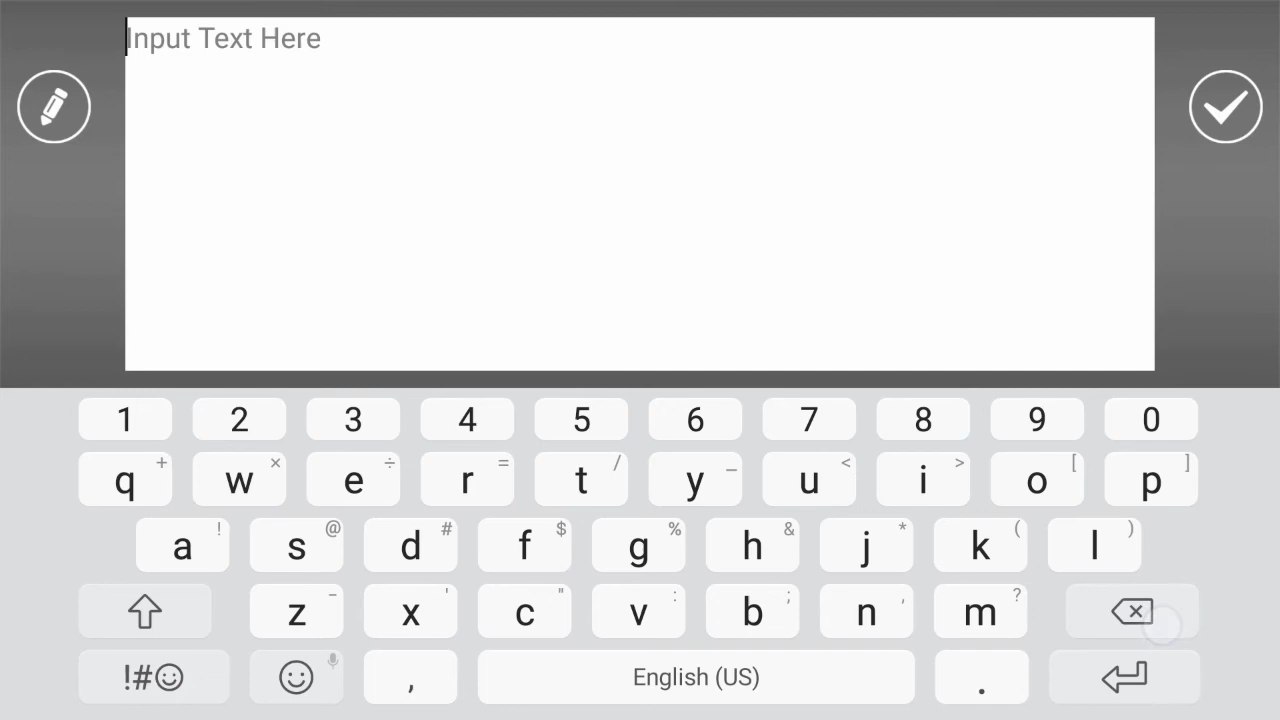 Input Text Here
1 2 3 4 5 6 7 8 9 0
q + w × e ÷ r = t / y _ u < i > o [ p ]
a ! s @ d # f $ g % h & j * k ( l )
z - x ' c " v : b ; n , m ?
!#☺ , English (US) .